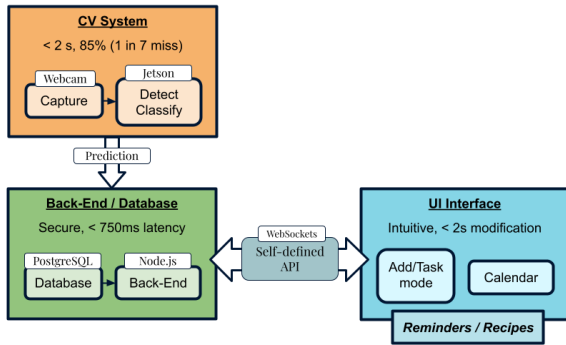 CV System
< 2 s, 85% (1 in 7 miss)
Webcam
Capture
Jetson
Detect
Classify
Prediction
Back-End / Database
Secure, < 750ms latency
PostgreSQL
Database
Node.js
Back-End
WebSockets
Self-defined
API
UI Interface
Intuitive, < 2s modification
Add/Task
mode
Calendar
Reminders / Recipes